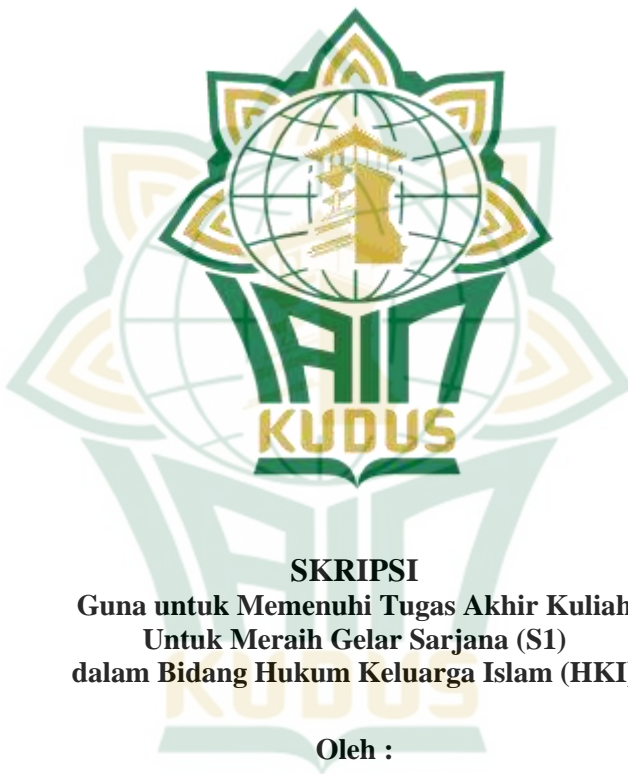 IAIN
KUDUS
SKRIPSI
Guna untuk Memenuhi Tugas Akhir Kuliah
Untuk Meraih Gelar Sarjana (S1)
dalam Bidang Hukum Keluarga Islam (HKI)
Oleh :